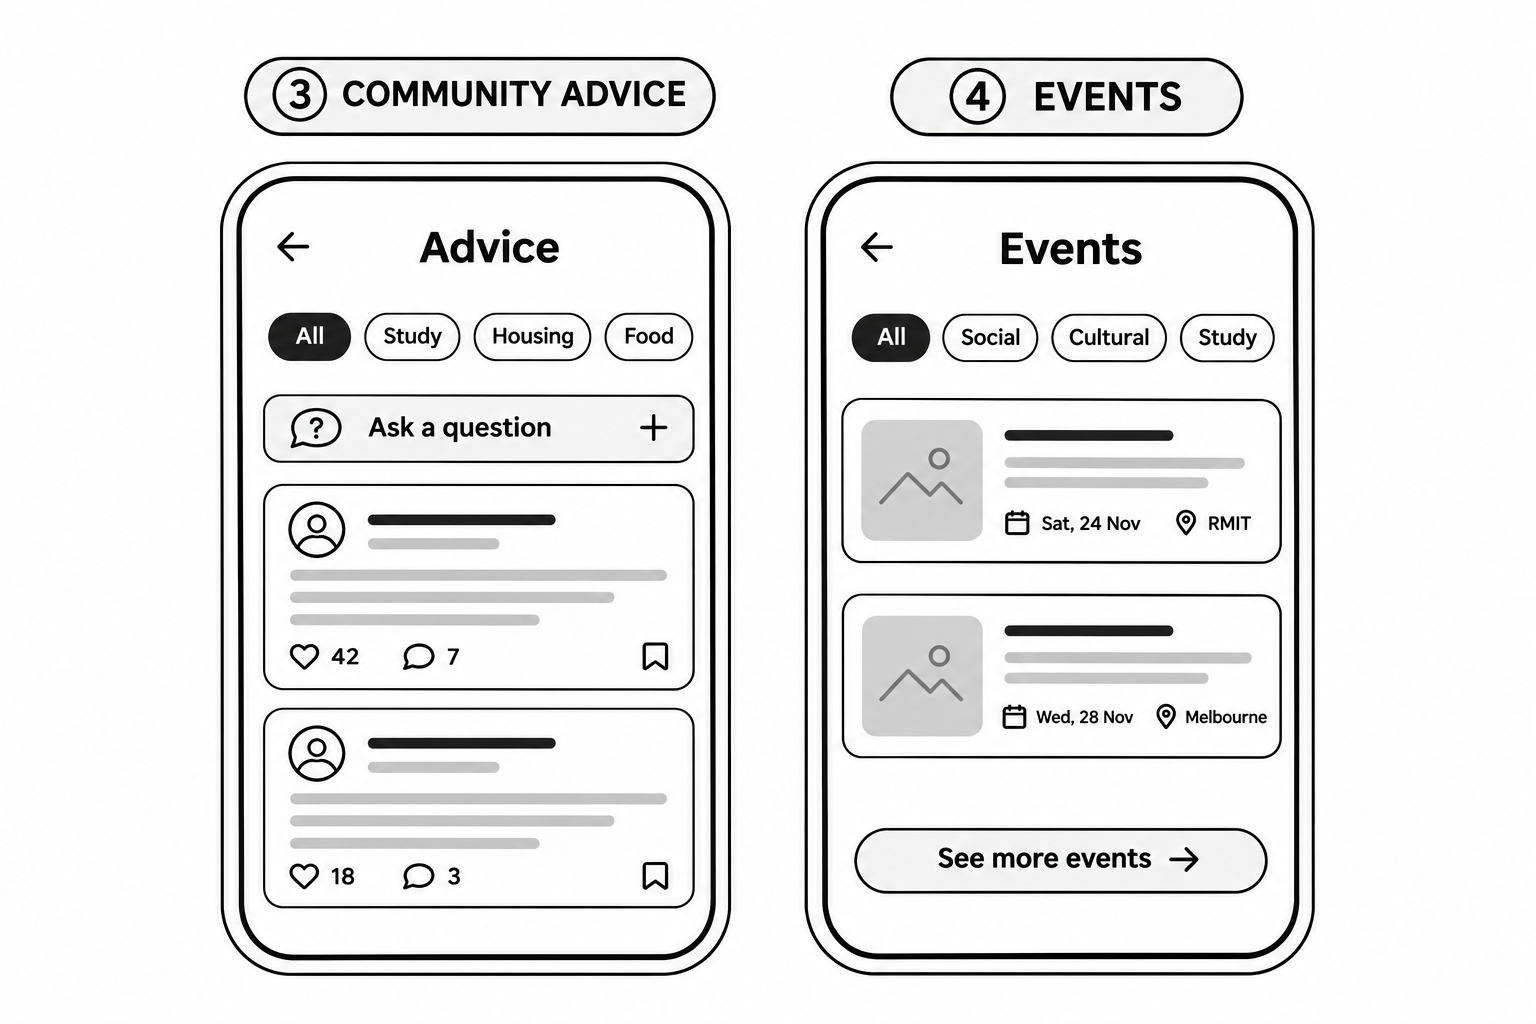 3 COMMUNITY ADVICE
Advice
All Study Housing Food
? Ask a question +
42 7
18 3
4 EVENTS
Events
All Social Cultural Study
Sat, 24 Nov RMIT
Wed, 28 Nov Melbourne
See more events →